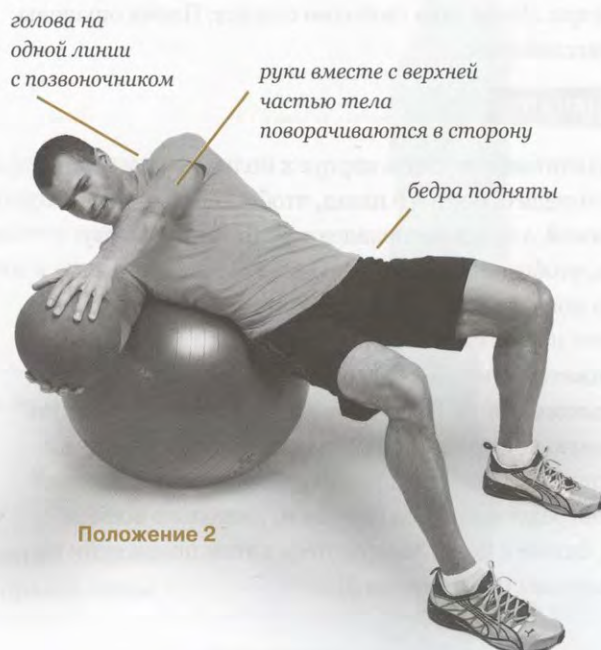 голова на
одной линии
с позвоночником
руки вместе с верхней
частью тела
поворачиваются в сторону
бедра подняты
Положение 2